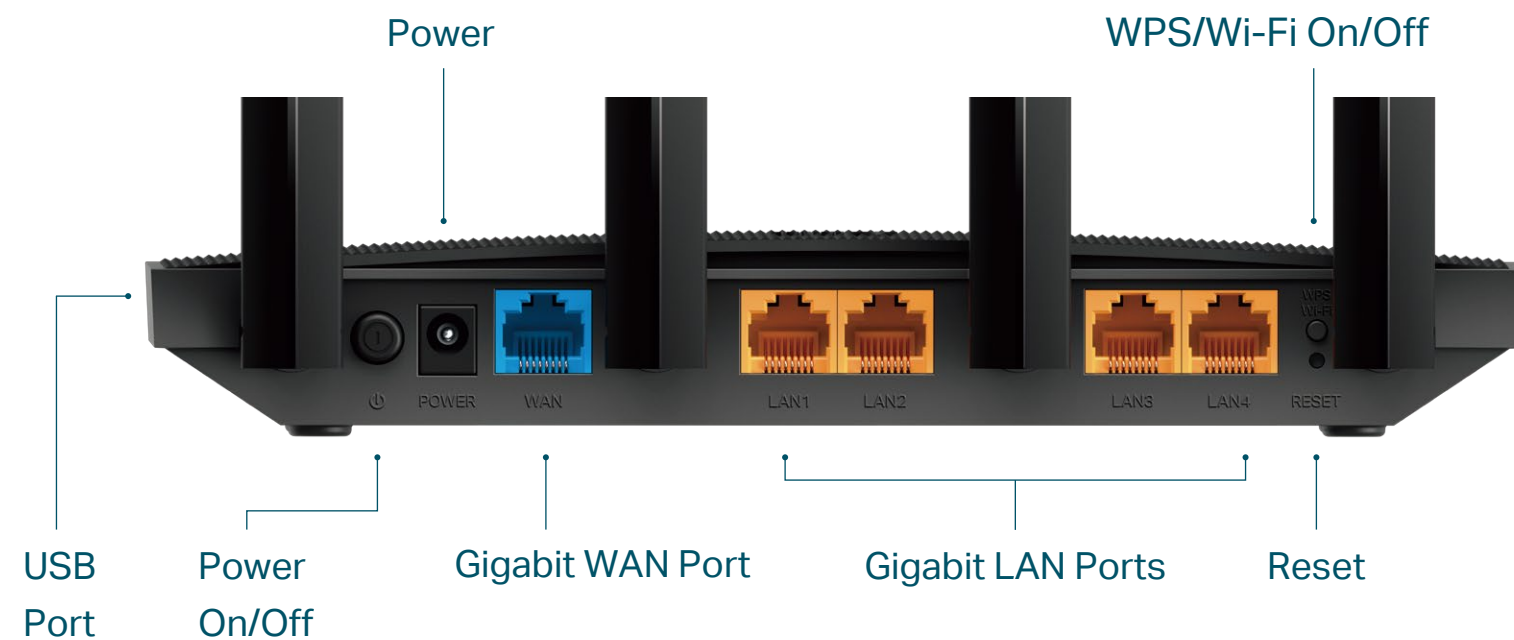 Power
WPS/Wi-Fi On/Off
WPS
Wi-Fi
POWER
WAN
LAN1
LAN2
LAN3
LAN4
RESET
USB
Port
Power
On/Off
Gigabit WAN Port
Gigabit LAN Ports
Reset